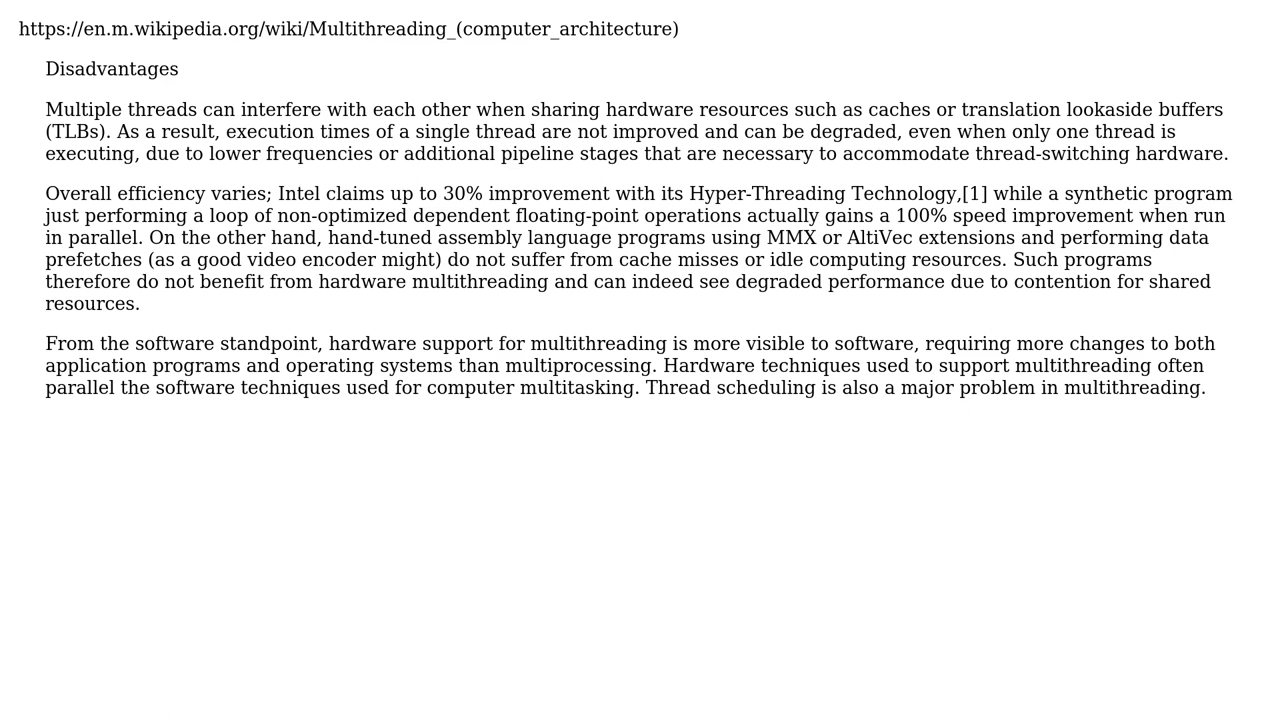 https://en.m.wikipedia.org/wiki/Multithreading_(computer_architecture)
Disadvantages
Multiple threads can interfere with each other when sharing hardware resources such as caches or translation lookaside buffers
(TLBs). As a result, execution times of a single thread are not improved and can be degraded, even when only one thread is
executing, due to lower frequencies or additional pipeline stages that are necessary to accommodate thread-switching hardware.
Overall efficiency varies; Intel claims up to 30% improvement with its Hyper-Threading Technology,[1] while a synthetic program
just performing a loop of non-optimized dependent floating-point operations actually gains a 100% speed improvement when run
in parallel. On the other hand, hand-tuned assembly language programs using MMX or AltiVec extensions and performing data
prefetches (as a good video encoder might) do not suffer from cache misses or idle computing resources. Such programs
therefore do not benefit from hardware multithreading and can indeed see degraded performance due to contention for shared
resources.
From the software standpoint, hardware support for multithreading is more visible to software, requiring more changes to both
application programs and operating systems than multiprocessing. Hardware techniques used to support multithreading often
parallel the software techniques used for computer multitasking. Thread scheduling is also a major problem in multithreading.